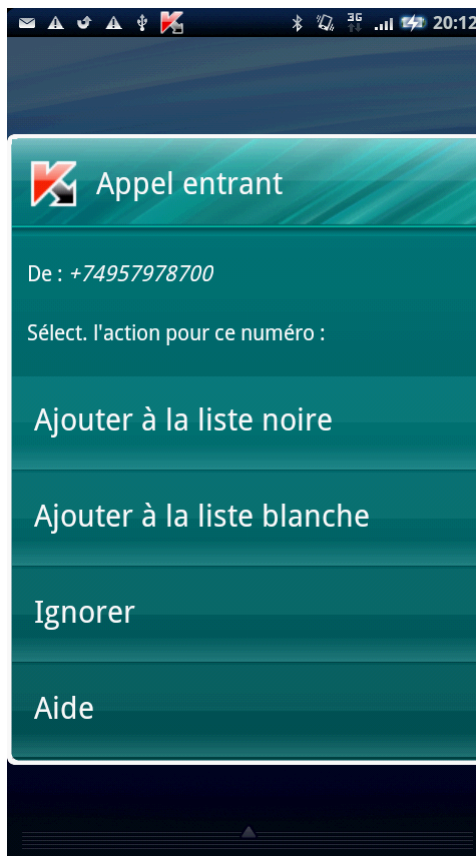 3G 20:12
Appel entrant
De : +74957978700
Sélect. l'action pour ce numéro :
Ajouter à la liste noire
Ajouter à la liste blanche
Ignorer
Aide